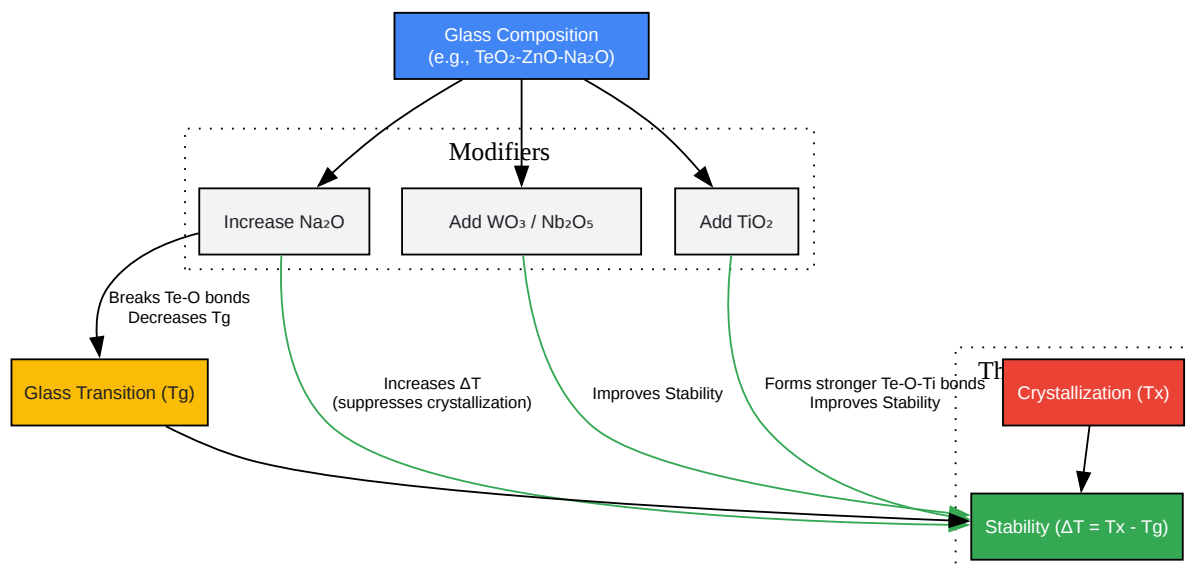 Glass Composition
(e.g., TeO₂-ZnO-Na₂O)
Modifiers
Increase Na₂O
Add WO₃ / Nb₂O₅
Add TiO₂
Breaks Te-O bonds
Decreases Tg
Glass Transition (Tg)
Increases ΔT
(suppresses crystallization)
Improves Stability
Forms stronger Te-O-Ti bonds
Improves Stability
Crystallization (Tx)
Stability (ΔT = Tx - Tg)